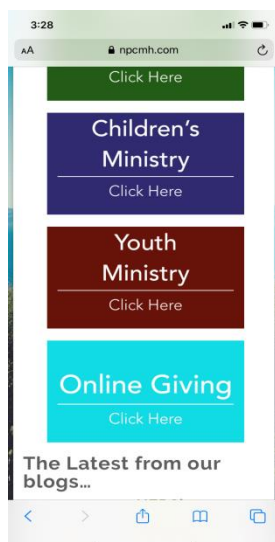 3:28
AA npcmh.com
Click Here
Children's
Ministry
Click Here
Youth
Ministry
Click Here
Online Giving
Click Here
The Latest from our
blogs...